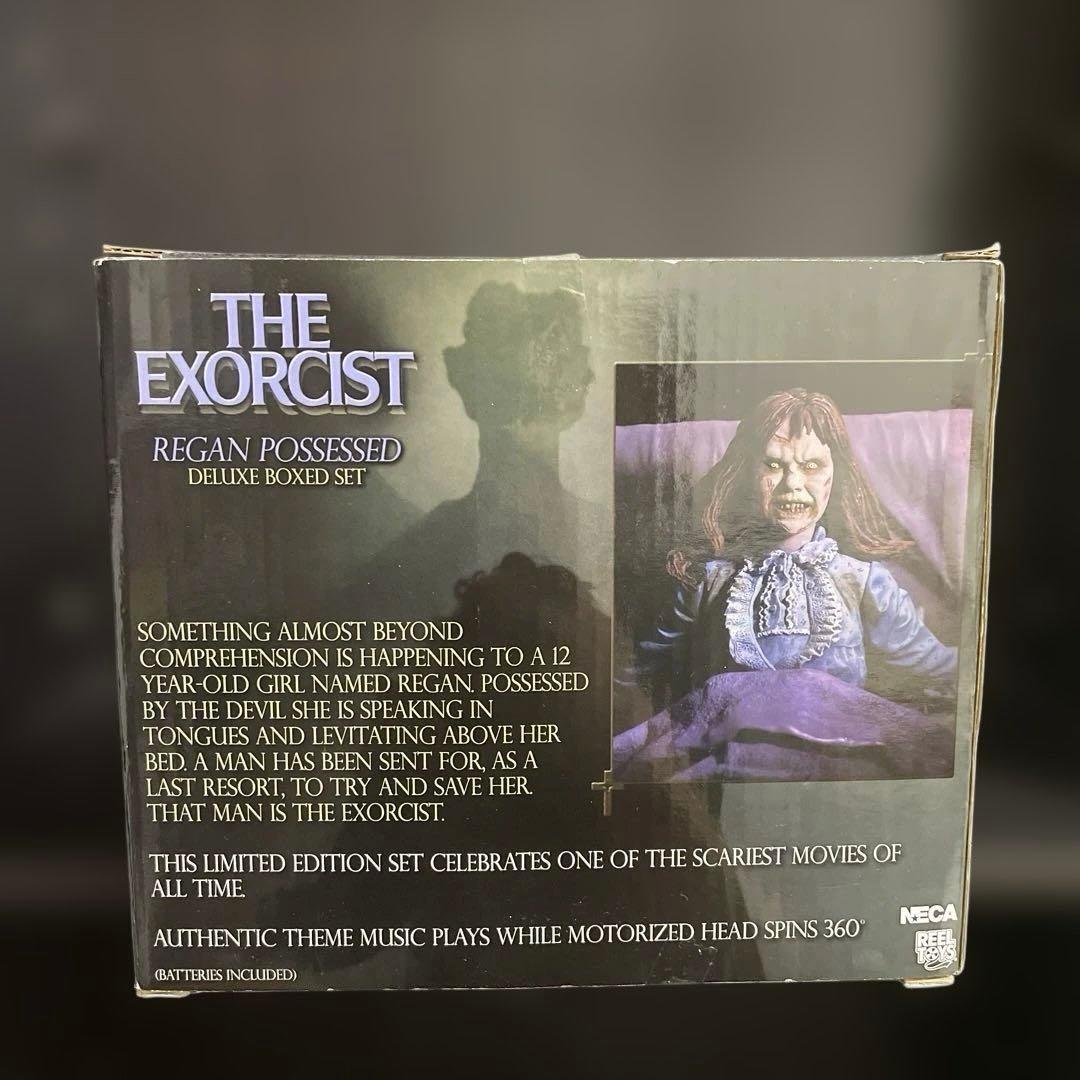 THE
EXORCIST
REGAN POSSESSED
DELUXE BOXED SET
SOMETHING ALMOST BEYOND
COMPREHENSION IS HAPPENING TO A 12
YEAR-OLD GIRL NAMED REGAN. POSSESSED
BY THE DEVIL SHE IS SPEAKING IN
TONGUES AND LEVITATING ABOVE HER
BED. A MAN HAS BEEN SENT FOR, AS A
LAST RESORT, TO TRY AND SAVE HER.
THAT MAN IS THE EXORCIST.
THIS LIMITED EDITION SET CELEBRATES ONE OF THE SCARIEST MOVIES OF
ALL TIME.
AUTHENTIC THEME MUSIC PLAYS WHILE MOTORIZED HEAD SPINS 360°
(BATTERIES INCLUDED)
NECA
REEL
TOYS